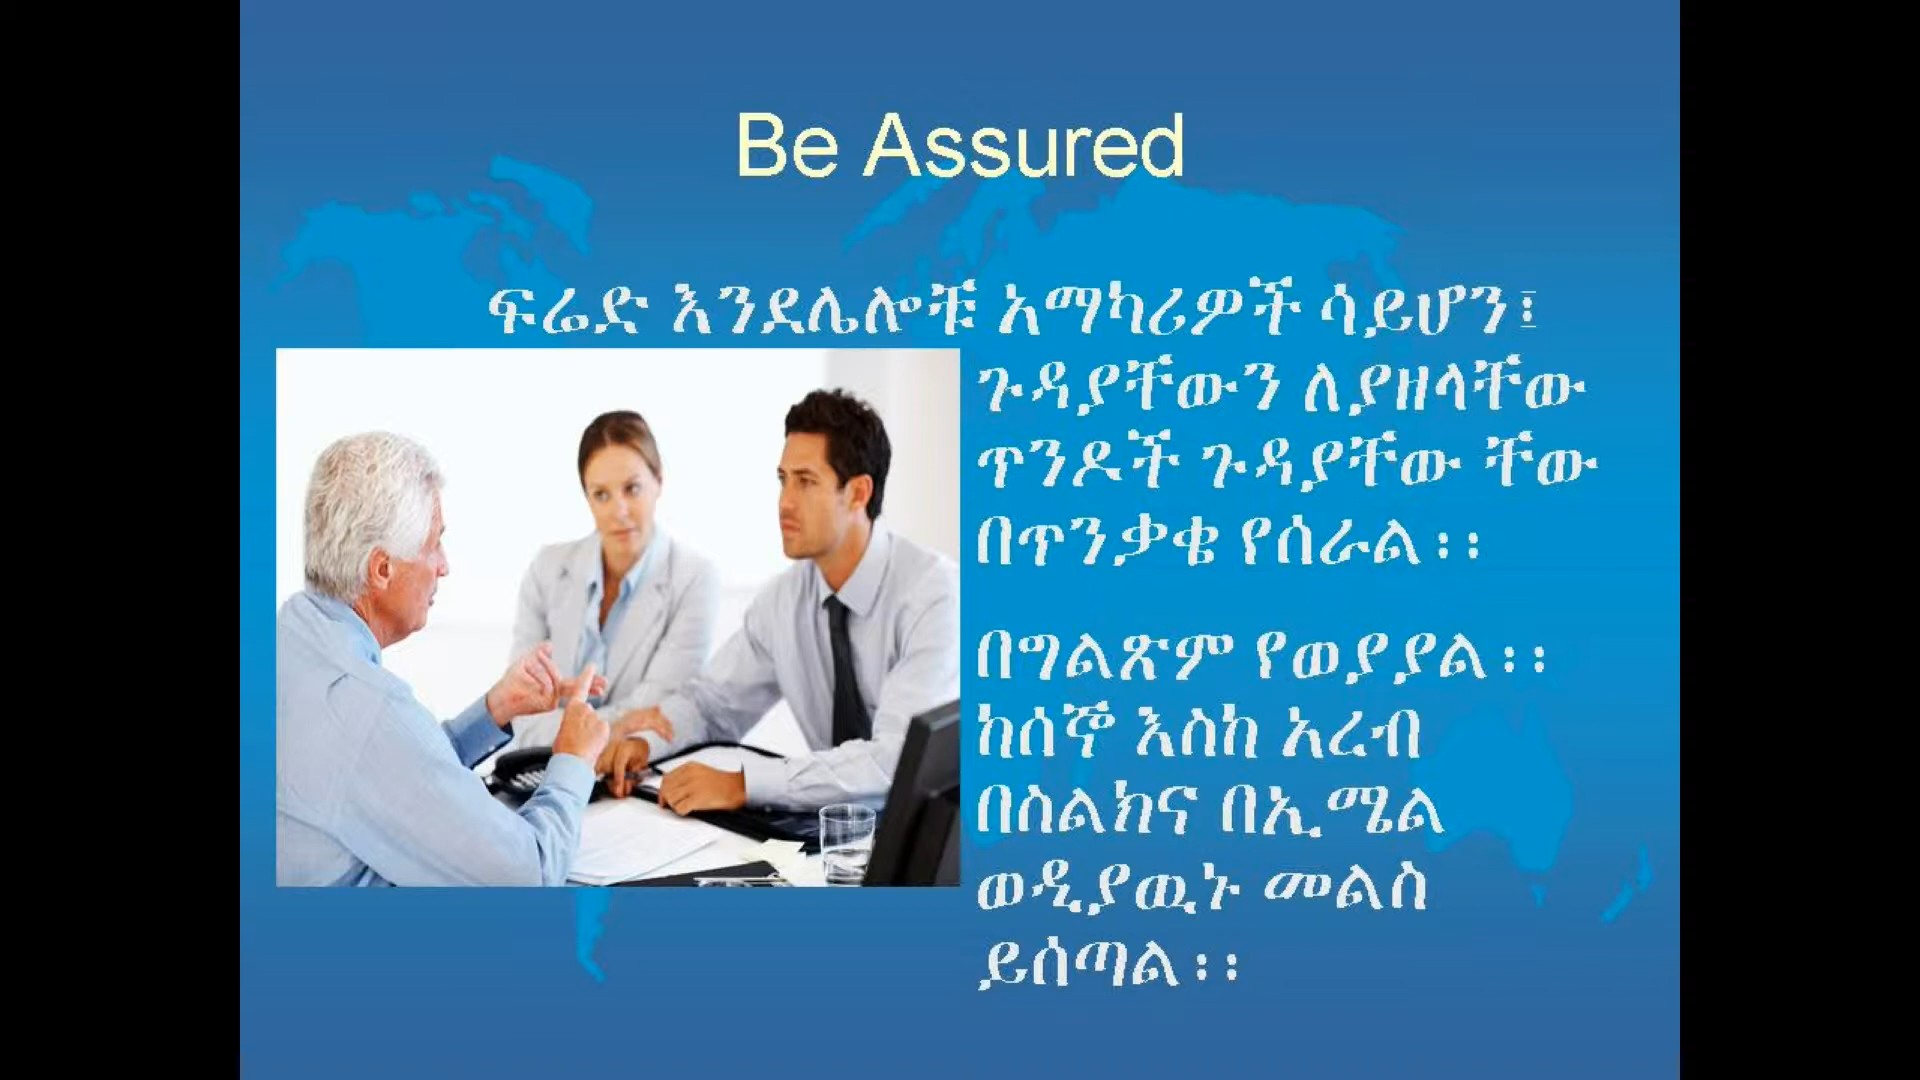 Be Assured
ፍሬድ እንደሌሎቹ አማካሪዎች ሳይሆን፤
ጉዳያቸውን ለያዘላቸው
ጥንዶች ጉዳያቸው ቸው
በጥንቃቄ የሰራል፡፡
በግልጽም የወያያል፡፡
ከሰኞ እስከ አረብ
በስልክና በኢሜል
ወዲያዉኑ መልስ
ይሰጣል፡፡